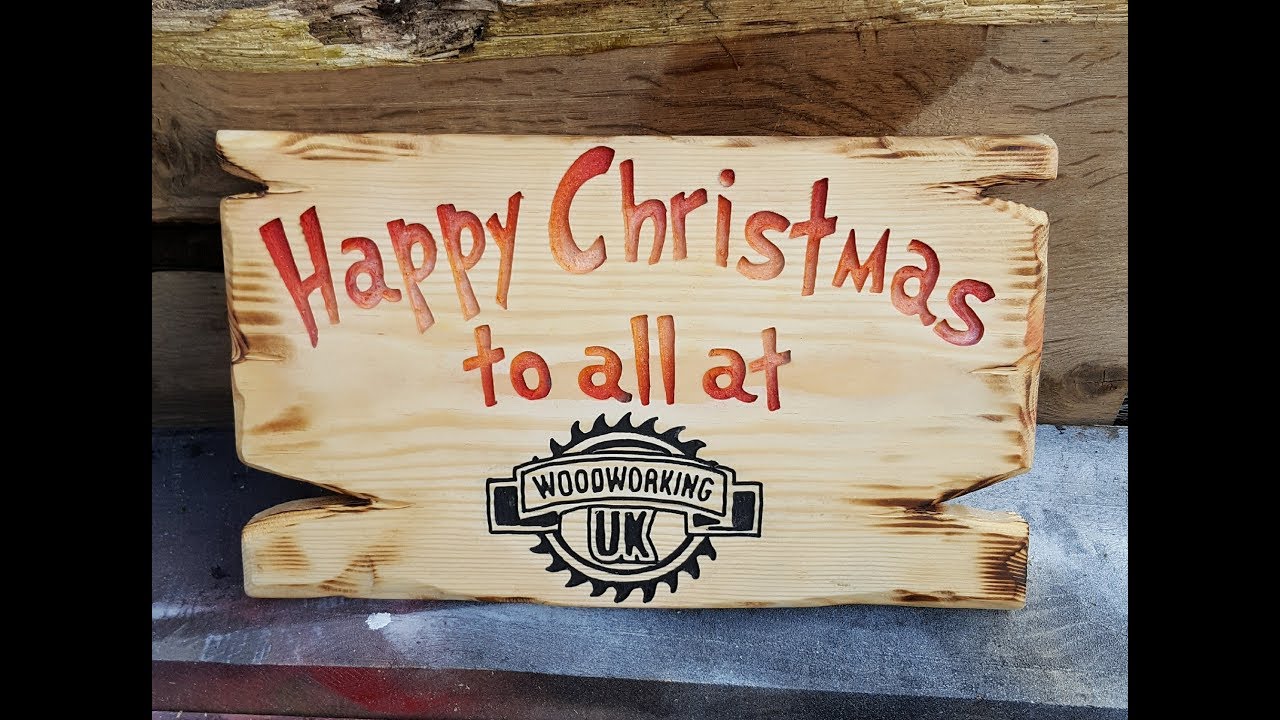 Happy Christmas
to all at
WOODWORKING
UK